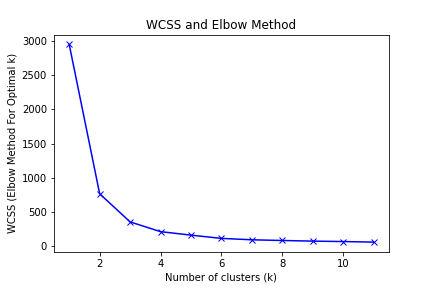 WCSS and Elbow Method
WCSS (Elbow Method For Optimal k)
3000
2500
2000
1500
1000
500
0
2 4 6 8 10
Number of clusters (k)